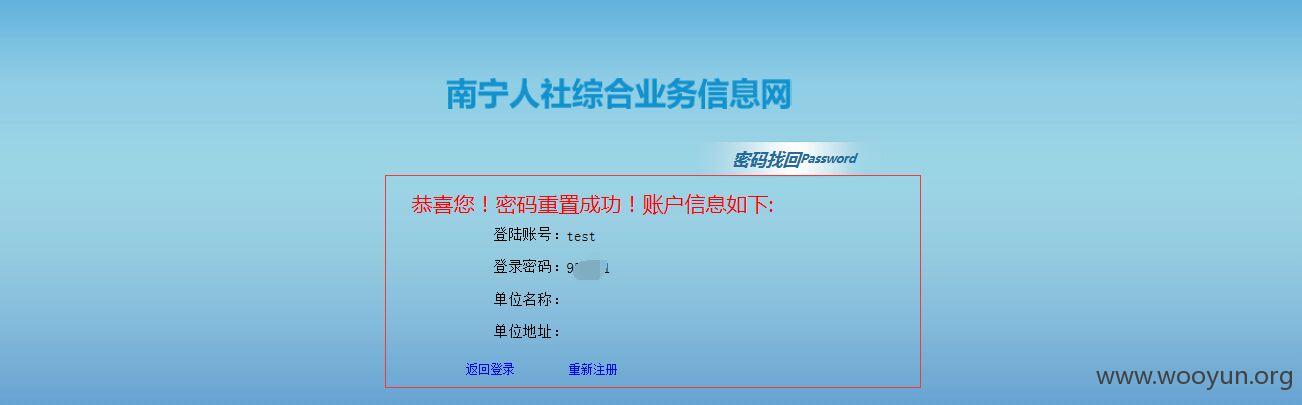 南宁人社综合业务信息网
密码找回Password
恭喜您！密码重置成功！账户信息如下:
登陆账号：test
登录密码：9
单位名称：
单位地址：
返回登录 重新注册
www.wooyun.org